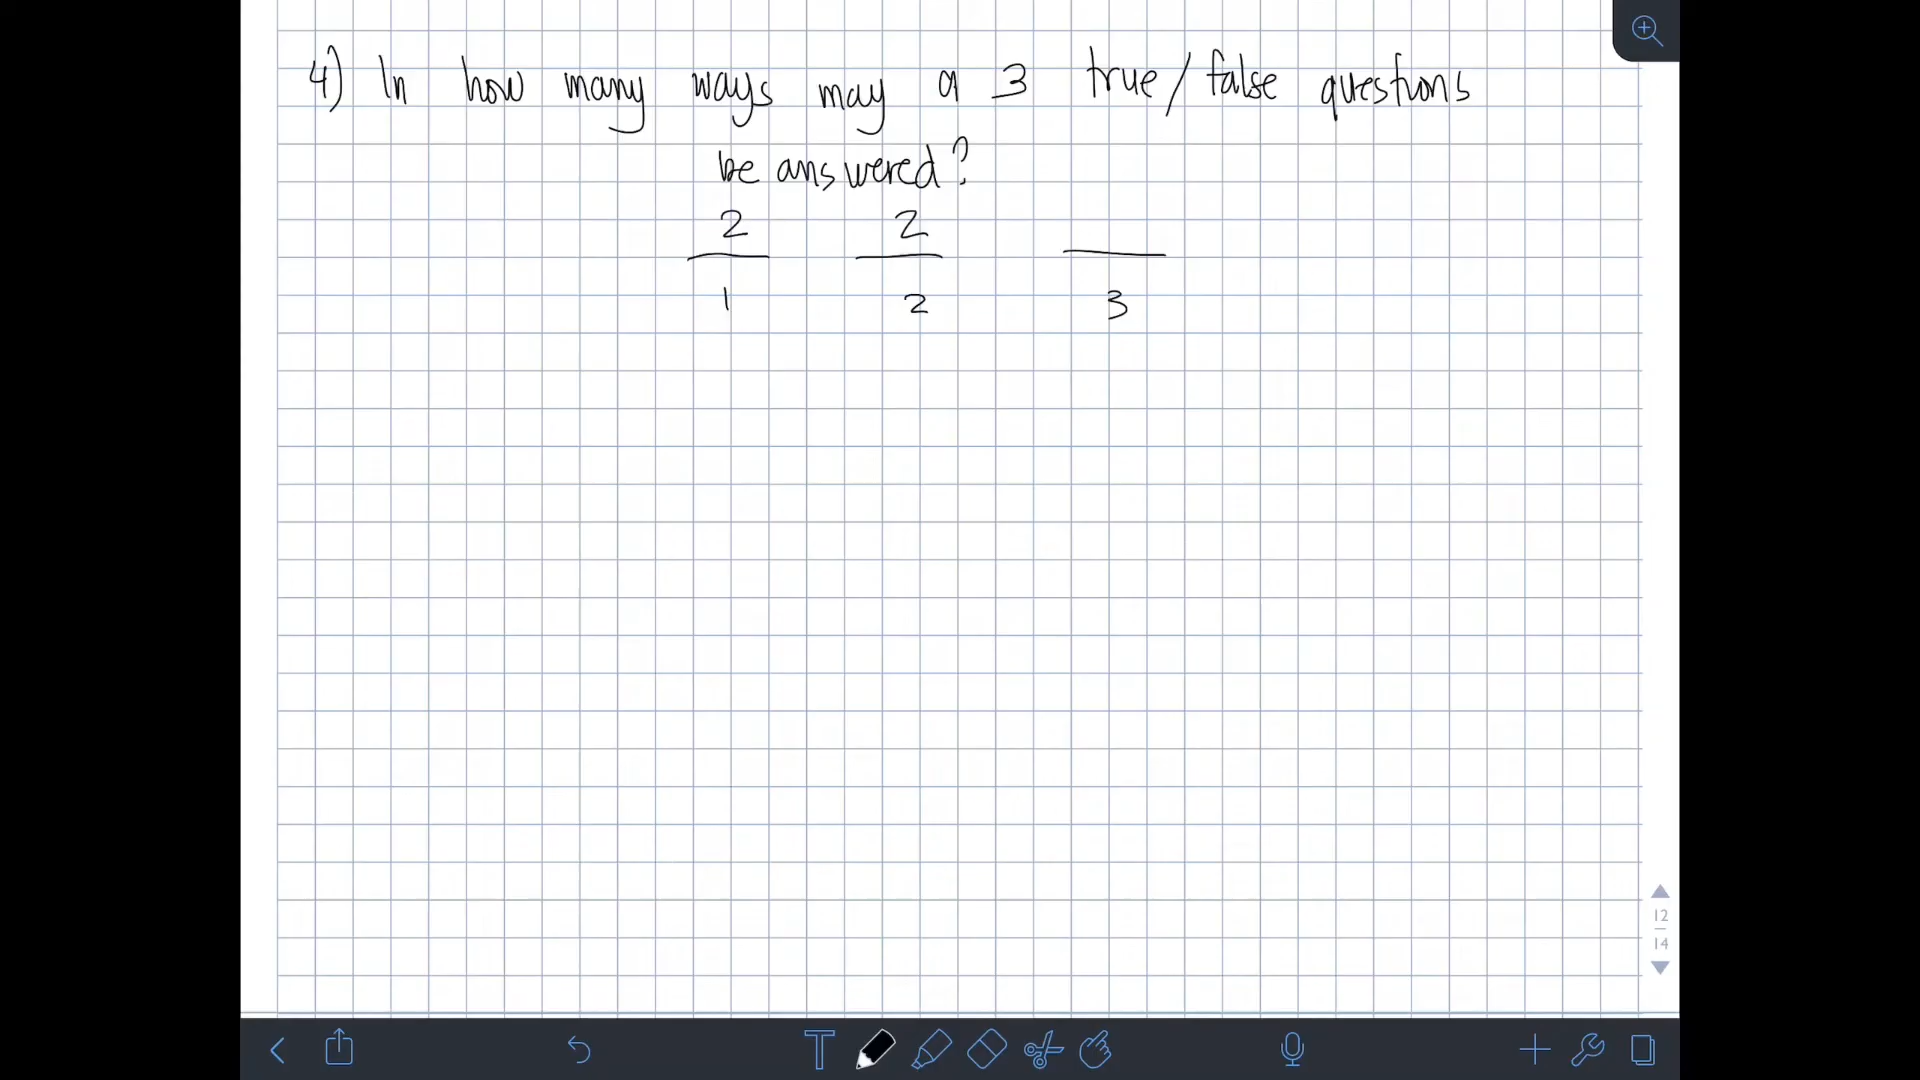 4) In how many ways may a 3 true/false questions
be answered?
2 2
1 2 3
12
14
T